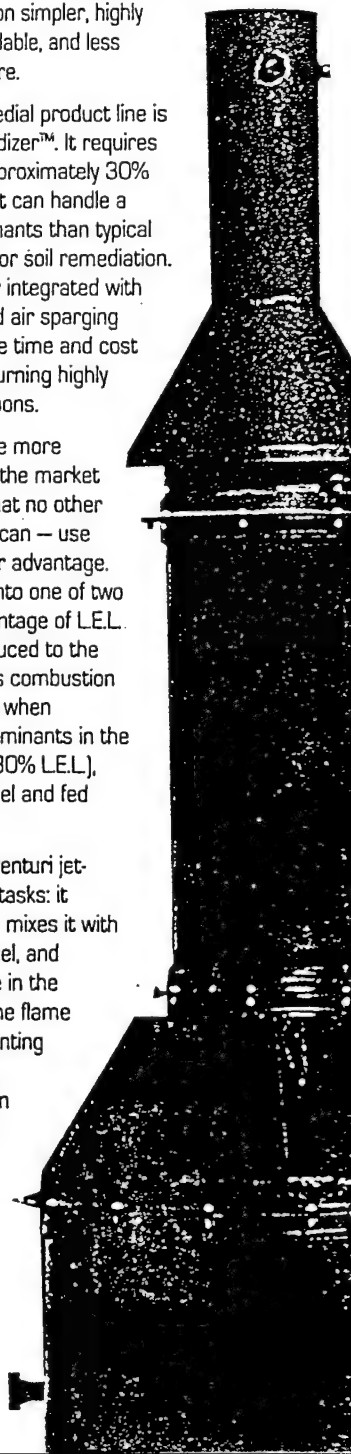 on simpler, highly
dable, and less
re.
edial product line is
dizer™. It requires
proximately 30%
t can handle a
nants than typical
or soil remediation.
integrated with
d air sparging
e time and cost
urning highly
ons.
e more
the market
at no other
can — use
r advantage.
nto one of two
ntage of L.E.L.
uced to the
s combustion
when
aminants in the
30% L.E.L.),
el and fed
enturi jet-
tasks: it
mixes it with
el, and
e in the
ne flame
nting
n